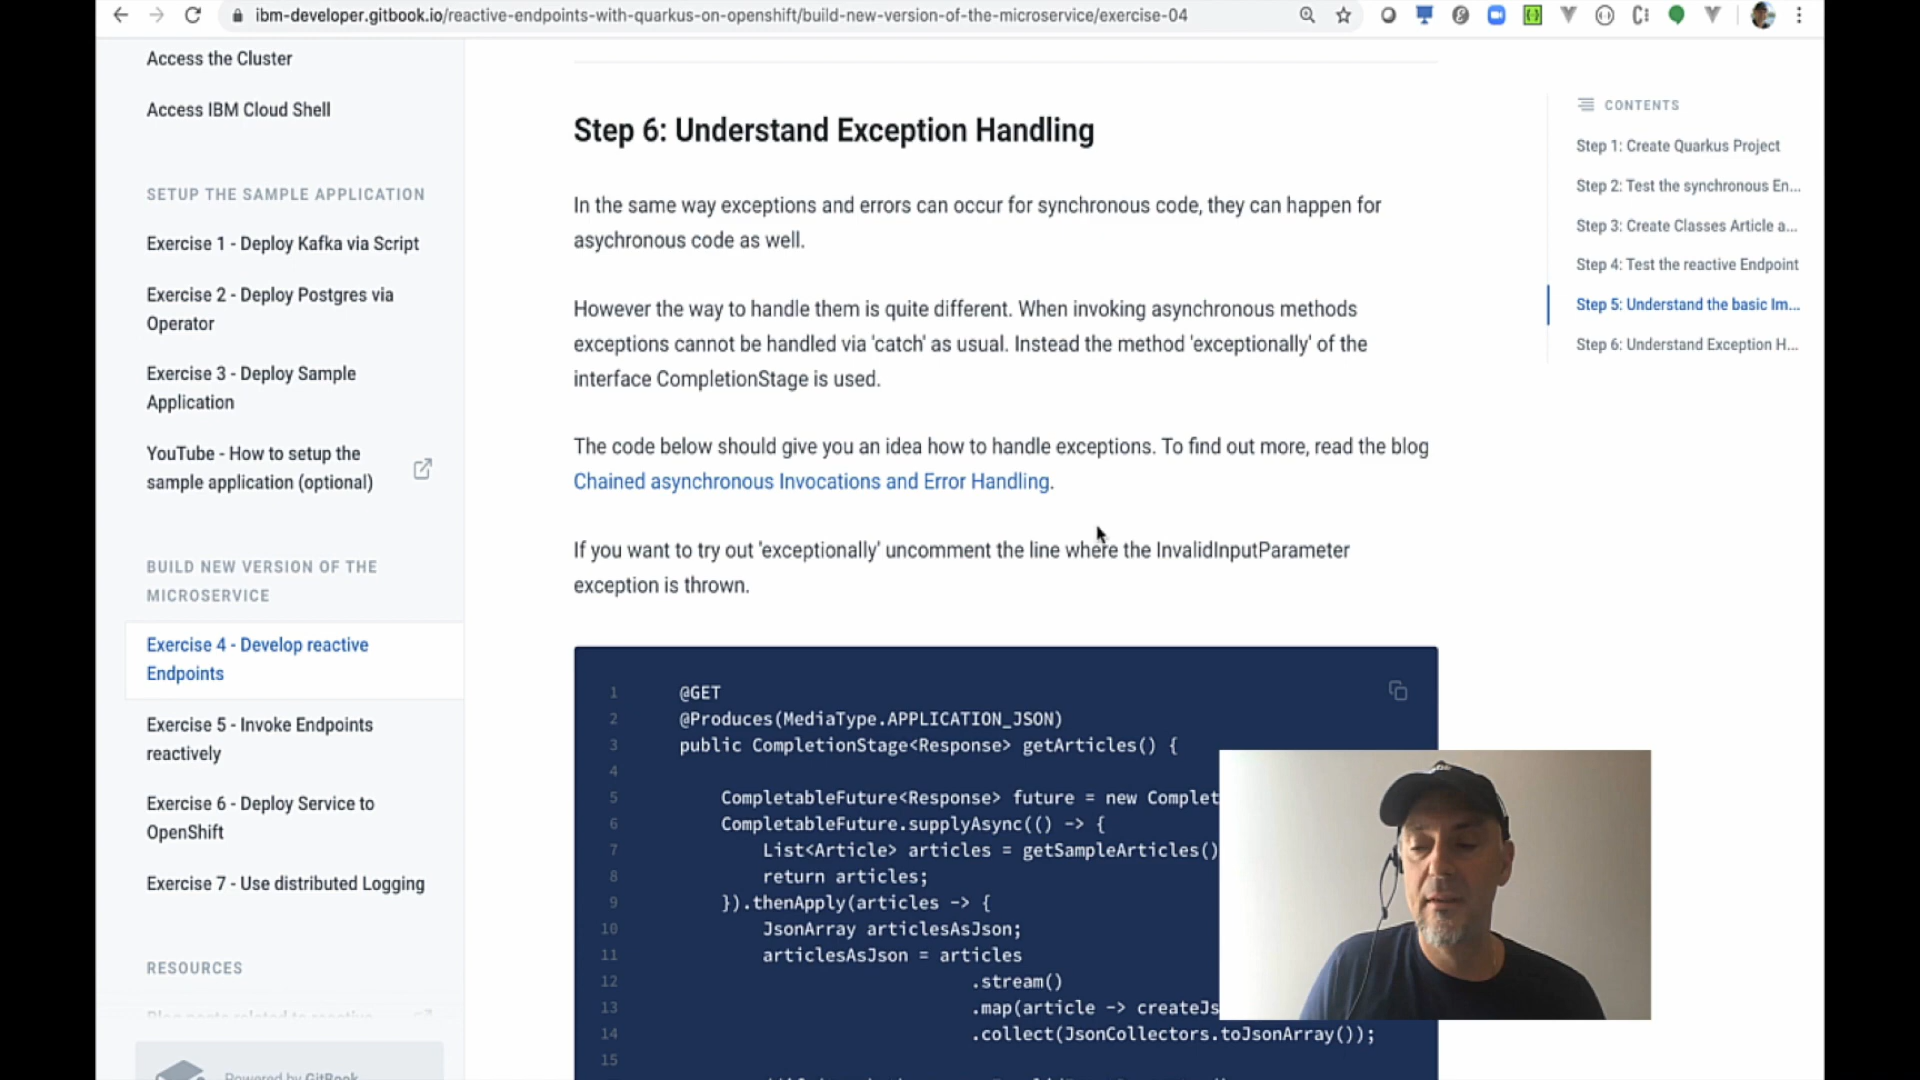 ibm-developer.gitbook.io/reactive-endpoints-with-quarkus-on-openshift/build-new-version-of-the-microservice/exercise-04
Access the Cluster
Access IBM Cloud Shell
SETUP THE SAMPLE APPLICATION
Exercise 1 - Deploy Kafka via Script
Exercise 2 - Deploy Postgres via
Operator
Exercise 3 - Deploy Sample
Application
YouTube - How to setup the
sample application (optional)
BUILD NEW VERSION OF THE
MICROSERVICE
Exercise 4 - Develop reactive
Endpoints
Exercise 5 - Invoke Endpoints
reactively
Exercise 6 - Deploy Service to
OpenShift
Exercise 7 - Use distributed Logging
RESOURCES
Powered by GitBook
Step 6: Understand Exception Handling
In the same way exceptions and errors can occur for synchronous code, they can happen for
asychronous code as well.
However the way to handle them is quite different. When invoking asynchronous methods
exceptions cannot be handled via 'catch' as usual. Instead the method 'exceptionally' of the
interface CompletionStage is used.
The code below should give you an idea how to handle exceptions. To find out more, read the blog
Chained asynchronous Invocations and Error Handling.
If you want to try out 'exceptionally' uncomment the line where the InvalidInputParameter
exception is thrown.
1 @GET
2 @Produces(MediaType.APPLICATION_JSON)
3 public CompletionStage<Response> getArticles() {
4
5 CompletableFuture<Response> future = new Complet
6 CompletableFuture.supplyAsync(() -> {
7 List<Article> articles = getSampleArticles()
8 return articles;
9 }).thenApply(articles -> {
10 JsonArray articlesAsJson;
11 articlesAsJson = articles
12 .stream()
13 .map(article -> createJs
14 .collect(JsonCollectors.toJsonArray());
15
CONTENTS
Step 1: Create Quarkus Project
Step 2: Test the synchronous En...
Step 3: Create Classes Article a...
Step 4: Test the reactive Endpoint
Step 5: Understand the basic Im...
Step 6: Understand Exception H...